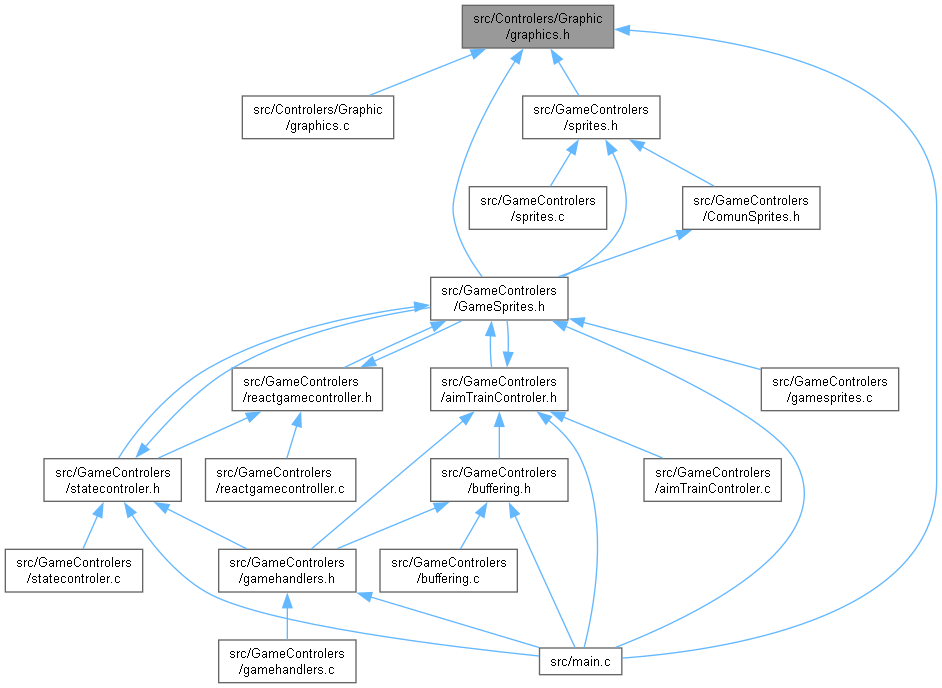 src/Controlers/Graphic
/graphics.h
src/Controlers/Graphic
/graphics.c
src/GameControlers
/sprites.h
src/GameControlers
/sprites.c
src/GameControlers
/ComunSprites.h
src/GameControlers
/GameSprites.h
src/GameControlers
/reactgamecontroller.h
src/GameControlers
/aimTrainControler.h
src/GameControlers
/gamesprites.c
src/GameControlers
/statecontroler.h
src/GameControlers
/reactgamecontroller.c
src/GameControlers
/buffering.h
src/GameControlers
/aimTrainControler.c
src/GameControlers
/statecontroler.c
src/GameControlers
/gamehandlers.h
src/GameControlers
/buffering.c
src/GameControlers
/gamehandlers.c
src/main.c